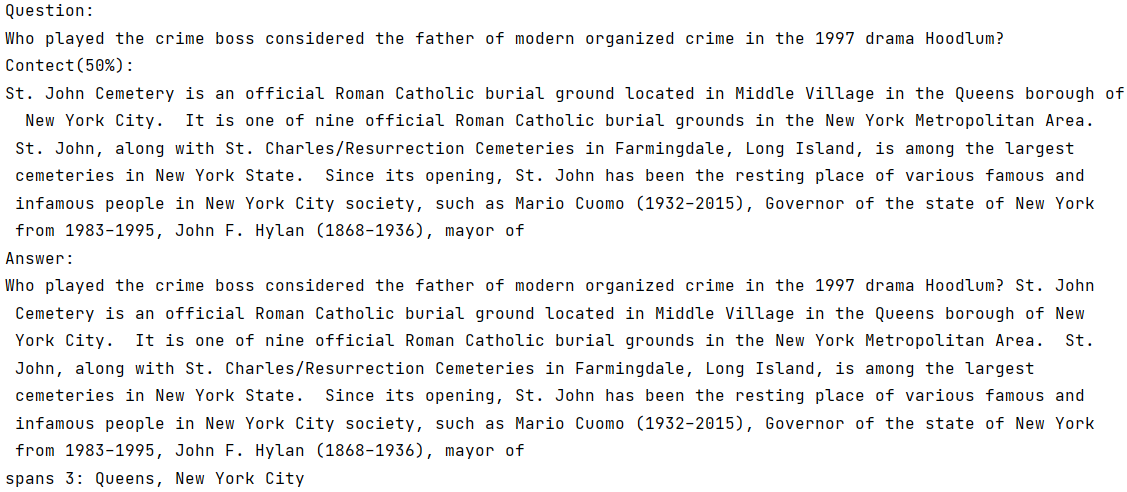 Question:
Who played the crime boss considered the father of modern organized crime in the 1997 drama Hoodlum?
Contect(50%):
St. John Cemetery is an official Roman Catholic burial ground located in Middle Village in the Queens borough of
New York City.  It is one of nine official Roman Catholic burial grounds in the New York Metropolitan Area.
St. John, along with St. Charles/Resurrection Cemeteries in Farmingdale, Long Island, is among the largest
cemeteries in New York State.  Since its opening, St. John has been the resting place of various famous and
infamous people in New York City society, such as Mario Cuomo (1932–2015), Governor of the state of New York
from 1983–1995, John F. Hylan (1868–1936), mayor of
Answer:
Who played the crime boss considered the father of modern organized crime in the 1997 drama Hoodlum? St. John
Cemetery is an official Roman Catholic burial ground located in Middle Village in the Queens borough of New
York City.  It is one of nine official Roman Catholic burial grounds in the New York Metropolitan Area.  St.
John, along with St. Charles/Resurrection Cemeteries in Farmingdale, Long Island, is among the largest
cemeteries in New York State.  Since its opening, St. John has been the resting place of various famous and
infamous people in New York City society, such as Mario Cuomo (1932–2015), Governor of the state of New York
from 1983–1995, John F. Hylan (1868–1936), mayor of
spans 3: Queens, New York City